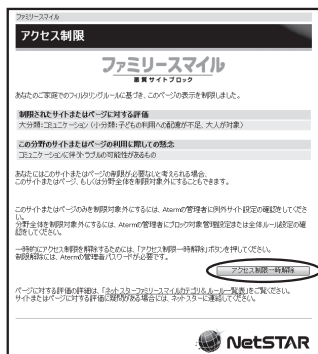 ファミリースマイル
アクセス制限
ファミリースマイル
悪質サイトブロック
あなたのご家庭でのフィルタリングルールに基づき、このページの表示を制限しました。
制限されたサイトまたはページに対する評価
大分類:コミュニケーション (小分類:子どもの利用への配慮が不足、大人が対象)
この分野のサイトまたはページの利用に際しての懸念
コミュニケーションに伴うトラブルの可能性があるもの
あなたにはこのサイトまたはページの制限が必要ないと考えられる場合、
このサイトまたはページ、もしくは分野全体を制限対象外にすることもできます。
このサイトまたはページのみを制限対象外にするには、Atermの管理者に例外サイト設定の確認をしてくださ
い。
分野全体を制限対象外にするには、Atermの管理者にブロック対象管理設定または全体ルール設定の確
認をしてください。
一時的にアクセス制限を解除するためには、「アクセス制限一時解除」ボタンを押してください。
制限解除には、Atermの管理者パスワードが必要です。
アクセス制限一時解除
ページに対する評価の詳細は、「ネットスターファミリースマイルカテゴリ&ルール一覧表」をご覧ください。
サイトまたはページに対する評価に疑問がある場合には、ネットスターに連絡してください。
NetSTAR